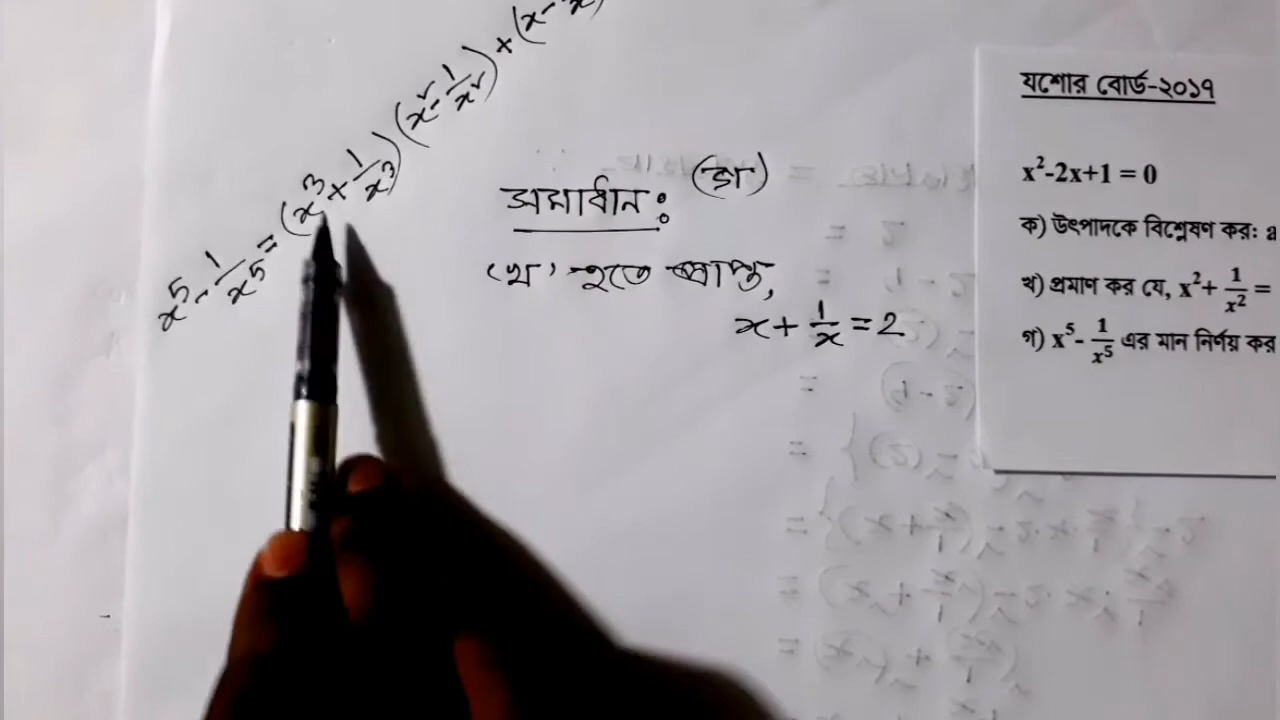 x⁵ - 1/x⁵ = (x³ + 1/x³)(x² - 1/x²) + (x -
সমাধান: (গ)
'খ' হতে প্রাপ্ত,
x + 1/x = 2
যশোর বোর্ড-২০১৭
x²-2x+1 = 0
ক) উৎপাদকে বিশ্লেষণ কর: a
খ) প্রমাণ কর যে, x²+ 1/x² =
গ) x⁵- 1/x⁵ এর মান নির্ণয় কর